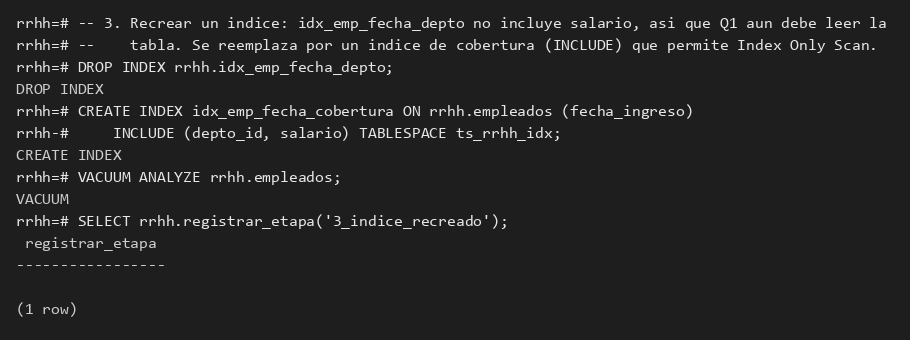 rrhh=# -- 3. Recrear un indice: idx_emp_fecha_depto no incluye salario, asi que Q1 aun debe leer la
rrhh=# --    tabla. Se reemplaza por un indice de cobertura (INCLUDE) que permite Index Only Scan.
rrhh=# DROP INDEX rrhh.idx_emp_fecha_depto;
DROP INDEX
rrhh=# CREATE INDEX idx_emp_fecha_cobertura ON rrhh.empleados (fecha_ingreso)
rrhh-#     INCLUDE (depto_id, salario) TABLESPACE ts_rrhh_idx;
CREATE INDEX
rrhh=# VACUUM ANALYZE rrhh.empleados;
VACUUM
rrhh=# SELECT rrhh.registrar_etapa('3_indice_recreado');
 registrar_etapa
-----------------
(1 row)